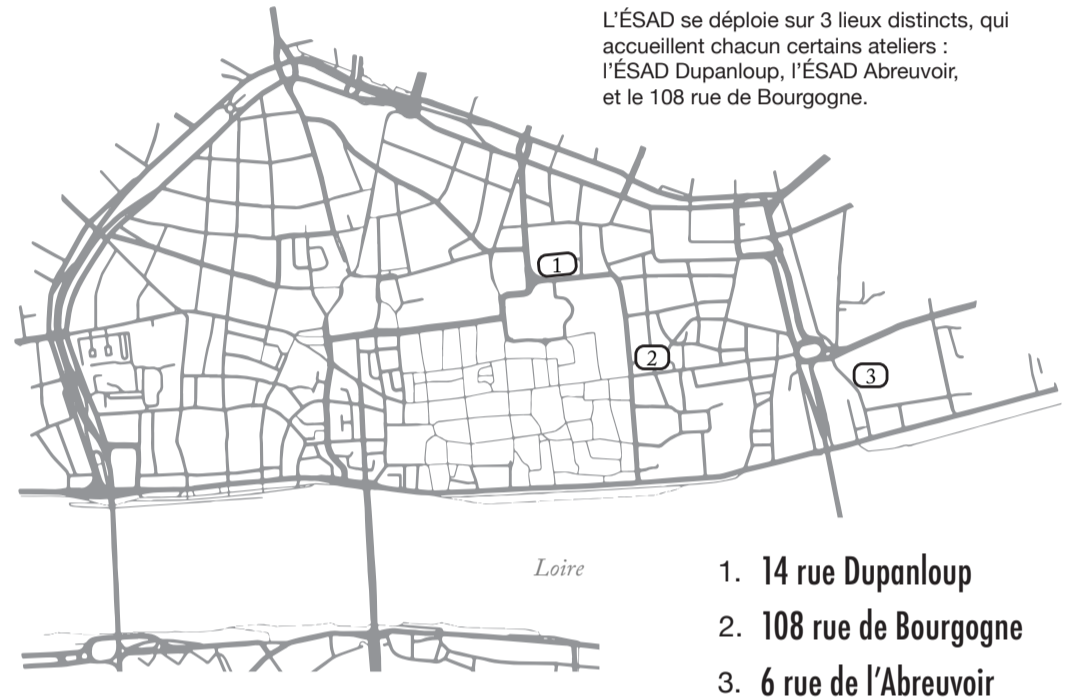 L’ÉSAD se déploie sur 3 lieux distincts, qui
accueillent chacun certains ateliers :
l’ÉSAD Dupanloup, l’ÉSAD Abreuvoir,
et le 108 rue de Bourgogne.
1
2
3
Loire
1. 14 rue Dupanloup
2. 108 rue de Bourgogne
3. 6 rue de l’Abreuvoir